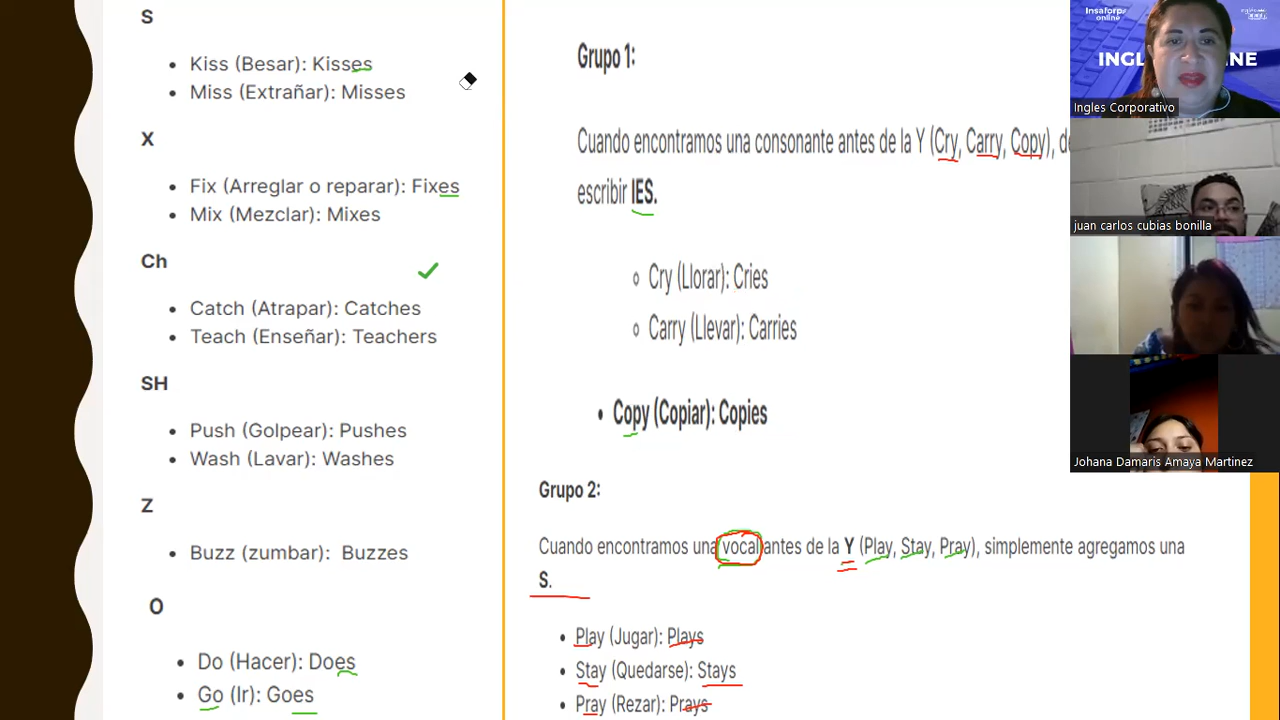 S
• Kiss (Besar): Kisses
• Miss (Extrañar): Misses
X
• Fix (Arreglar o reparar): Fixes
• Mix (Mezclar): Mixes
Ch
• Catch (Atrapar): Catches
• Teach (Enseñar): Teachers
SH
• Push (Golpear): Pushes
• Wash (Lavar): Washes
Z
• Buzz (zumbar): Buzzes
O
• Do (Hacer): Does
• Go (Ir): Goes
Grupo 1:
Cuando encontramos una consonante antes de la Y (Cry, Carry, Copy),
escribir IES.
o Cry (Llorar): Cries
o Carry (Llevar): Carries
• Copy (Copiar): Copies
Grupo 2:
Cuando encontramos una vocal antes de la Y (Play, Stay, Pray), simplemente agregamos una
S.
• Play (Jugar): Plays
• Stay (Quedarse): Stays
• Pray (Rezar): Prays
Insaforp
online
Ingles Corporativo
juan carlos cubias bonilla
Johana Damaris Amaya Martinez